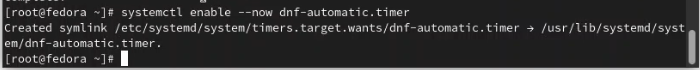 [root@fedora ~]# systemctl enable --now dnf-automatic.timer
Created symlink /etc/systemd/system/timers.target.wants/dnf-automatic.timer → /usr/lib/systemd/syst
em/dnf-automatic.timer.
[root@fedora ~]#